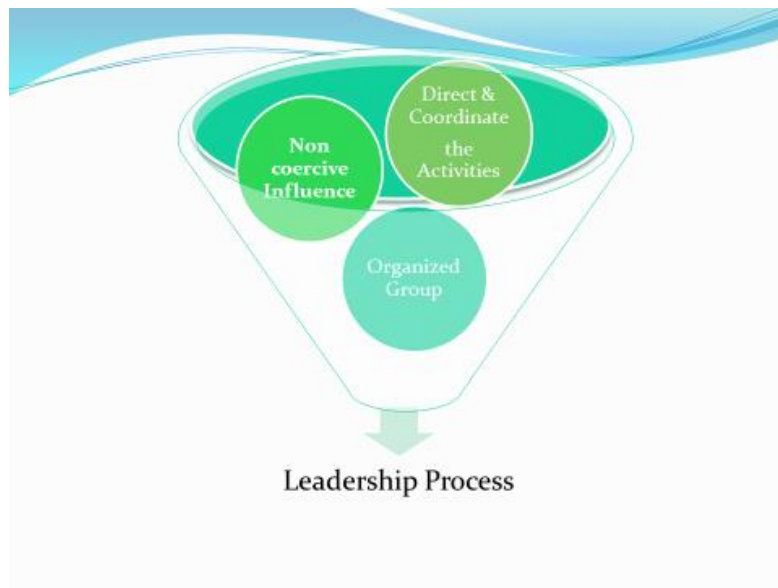 Direct &
Coordinate
the
Activities
Non
coercive
Influence
Organized
Group
Leadership Process